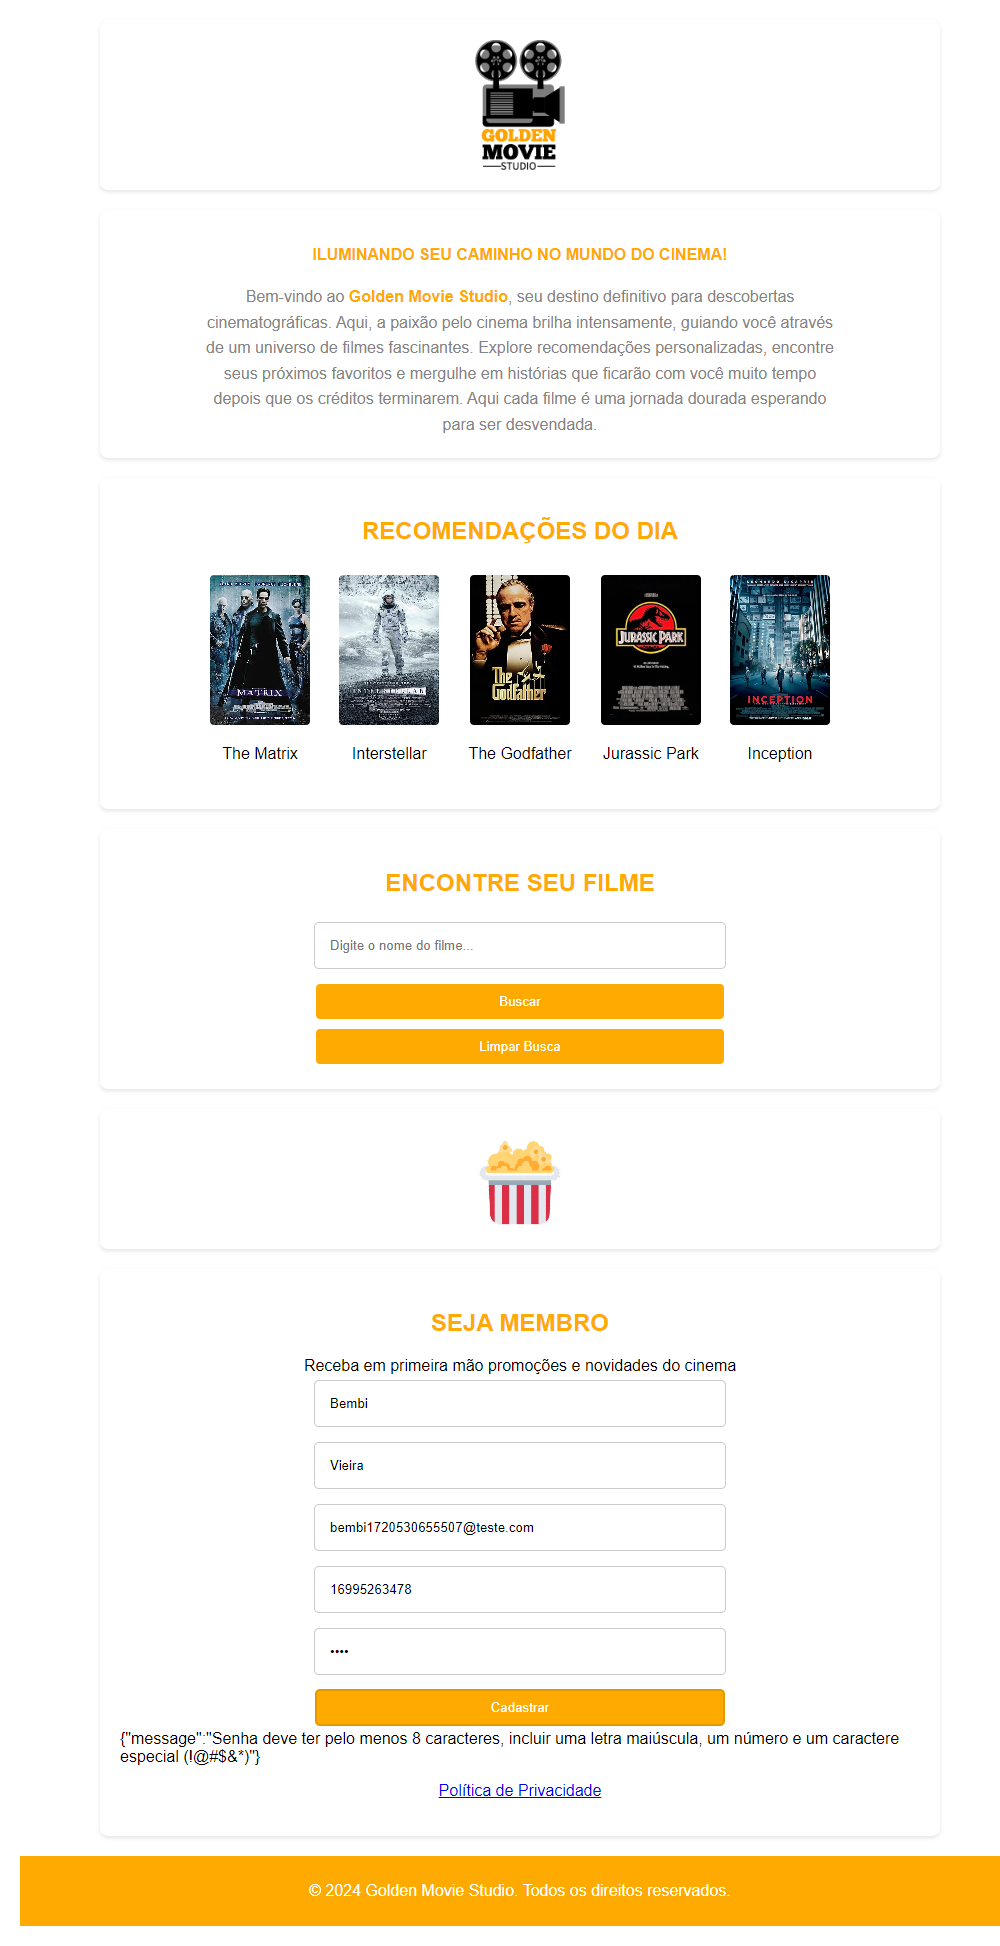 GOLDEN
MOVIE
STUDIO
ILUMINANDO SEU CAMINHO NO MUNDO DO CINEMA!
Bem-vindo ao Golden Movie Studio, seu destino definitivo para descobertas
cinematográficas. Aqui, a paixão pelo cinema brilha intensamente, guiando você através
de um universo de filmes fascinantes. Explore recomendações personalizadas, encontre
seus próximos favoritos e mergulhe em histórias que ficarão com você muito tempo
depois que os créditos terminarem. Aqui cada filme é uma jornada dourada esperando
para ser desvendada.
RECOMENDAÇÕES DO DIA
MATRIX
INTERSTELLAR
The
Godfather
JURASSIC PARK
INCEPTION
The Matrix
Interstellar
The Godfather
Jurassic Park
Inception
ENCONTRE SEU FILME
Digite o nome do filme...
Buscar
Limpar Busca
SEJA MEMBRO
Receba em primeira mão promoções e novidades do cinema
Bembi
Vieira
bembi1720530655507@teste.com
16995263478
••••
Cadastrar
{"message":"Senha deve ter pelo menos 8 caracteres, incluir uma letra maiúscula, um número e um caractere
especial (!@#$&*)"}
Política de Privacidade
© 2024 Golden Movie Studio. Todos os direitos reservados.